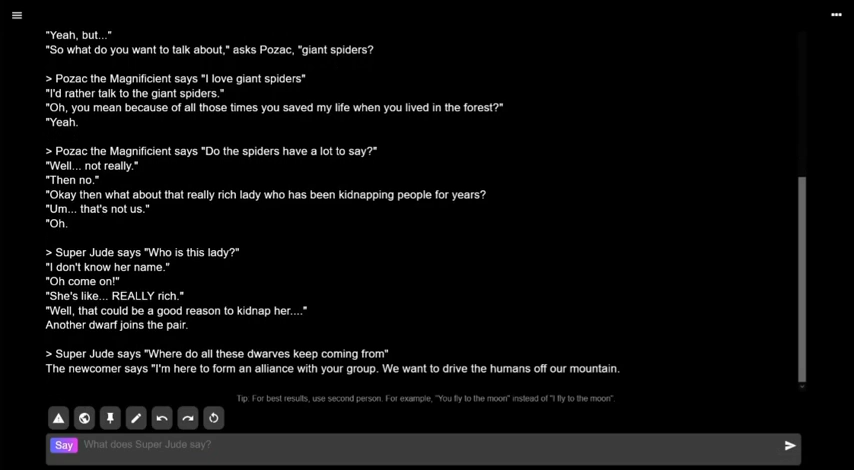 "Yeah, but..."
"So what do you want to talk about," asks Pozac, "giant spiders?
> Pozac the Magnificient says "I love giant spiders"
"I'd rather talk to the giant spiders."
"Oh, you mean because of all those times you saved my life when you lived in the forest?"
"Yeah.
> Pozac the Magnificient says "Do the spiders have a lot to say?"
"Well... not really."
"Then no."
"Okay then what about that really rich lady who has been kidnapping people for years?
"Um... that's not us."
"Oh.
> Super Jude says "Who is this lady?"
"I don't know her name."
"Oh come on!"
"She's like... REALLY rich."
"Well, that could be a good reason to kidnap her...."
Another dwarf joins the pair.
> Super Jude says "Where do all these dwarves keep coming from"
The newcomer says "I'm here to form an alliance with your group. We want to drive the humans off our mountain.
Tip: For best results, use second person. For example, "You fly to the moon" instead of "I fly to the moon".
Say What does Super Jude say?